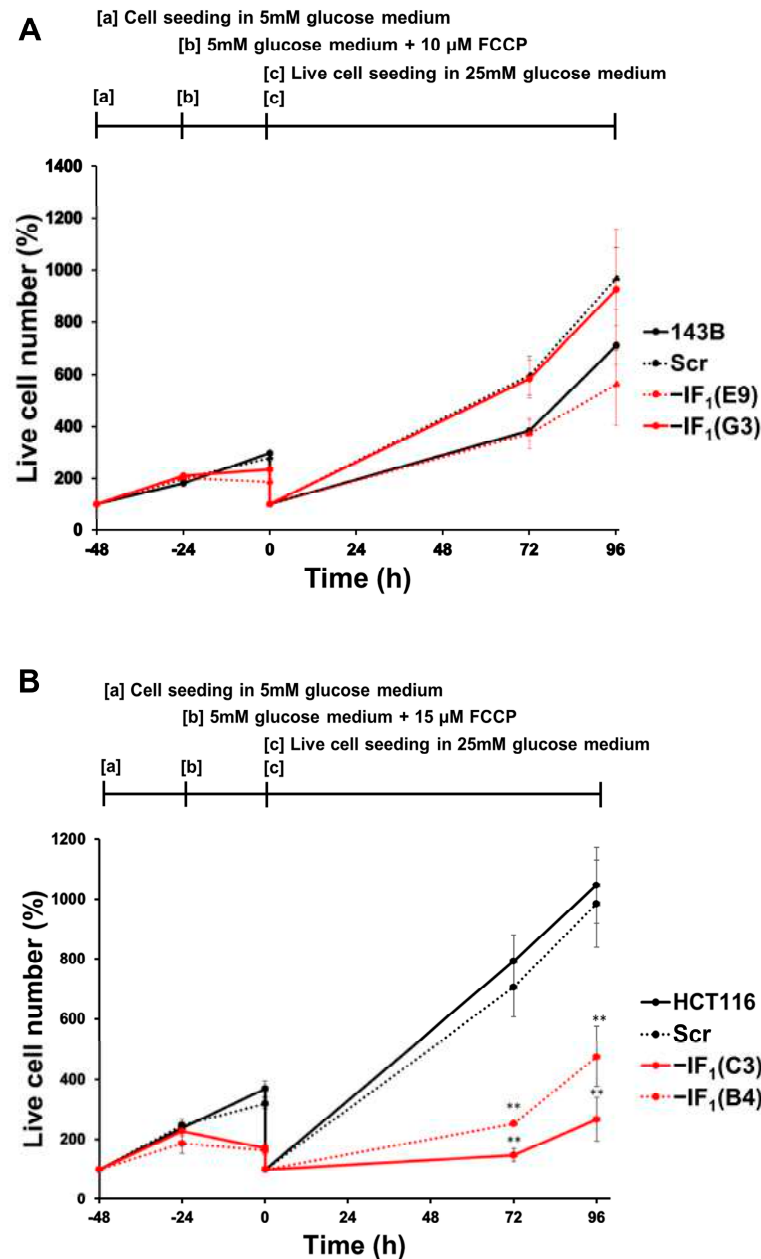 A
[a] Cell seeding in 5mM glucose medium
[b] 5mM glucose medium + 10 µM FCCP
[c] Live cell seeding in 25mM glucose medium
[a] [b] [c]
1400
1200
1000
800
600
400
200
0
Live cell number (%)
-48 -24 0 24 48 72 96
Time (h)
143B
Scr
–IF₁(E9)
–IF₁(G3)
B
[a] Cell seeding in 5mM glucose medium
[b] 5mM glucose medium + 15 µM FCCP
[c] Live cell seeding in 25mM glucose medium
[a] [b] [c]
1200
1000
800
600
400
200
0
Live cell number (%)
** **
** **
-48 -24 0 24 48 72 96
Time (h)
HCT116
Scr
–IF₁(C3)
–IF₁(B4)